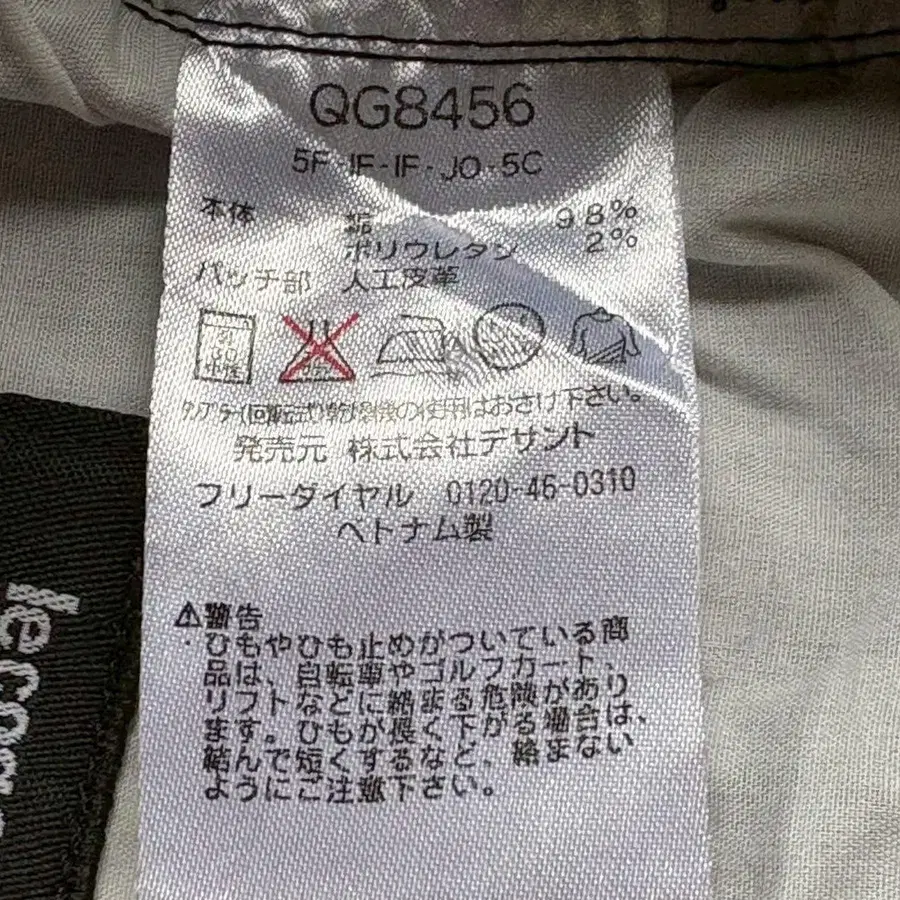 QG8456
5F-IF-IF-JO-5C
本体 綿 98%
ポリウレタン 2%
パッチ部 人工皮革
中性
タンブラー(回転式)乾燥機の使用はおさけ下さい。
発売元 株式会社デサント
フリーダイヤル 0120-46-0310
ベトナム製
⚠警告
・ひもやひも止めがついている商
品は、自転車やゴルフカート、
リフトなどに絡まる危険があり
ます。ひもが長く下がる場合は、
結んで短くするなど、絡まない
ようにご注意下さい。
le coq